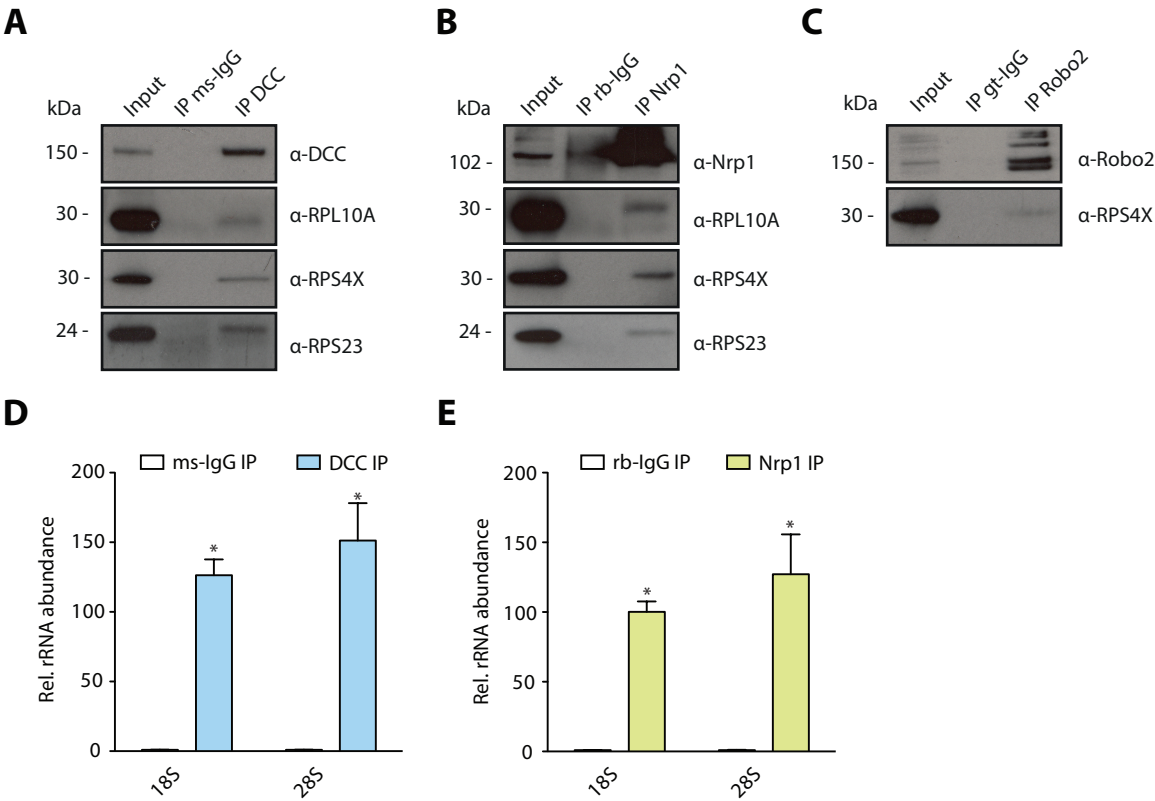 A
kDa
Input
IP ms-IgG
IP DCC
150 -
α-DCC
30 -
α-RPL10A
30 -
α-RPS4X
24 -
α-RPS23
B
kDa
Input
IP rb-IgG
IP Nrp1
102 -
α-Nrp1
30 -
α-RPL10A
30 -
α-RPS4X
24 -
α-RPS23
C
kDa
Input
IP gt-IgG
IP Robo2
150 -
α-Robo2
30 -
α-RPS4X
D
ms-IgG IP
DCC IP
Rel. rRNA abundance
200
150
100
50
0
*
*
18S
28S
E
rb-IgG IP
Nrp1 IP
Rel. rRNA abundance
200
150
100
50
0
*
*
18S
28S